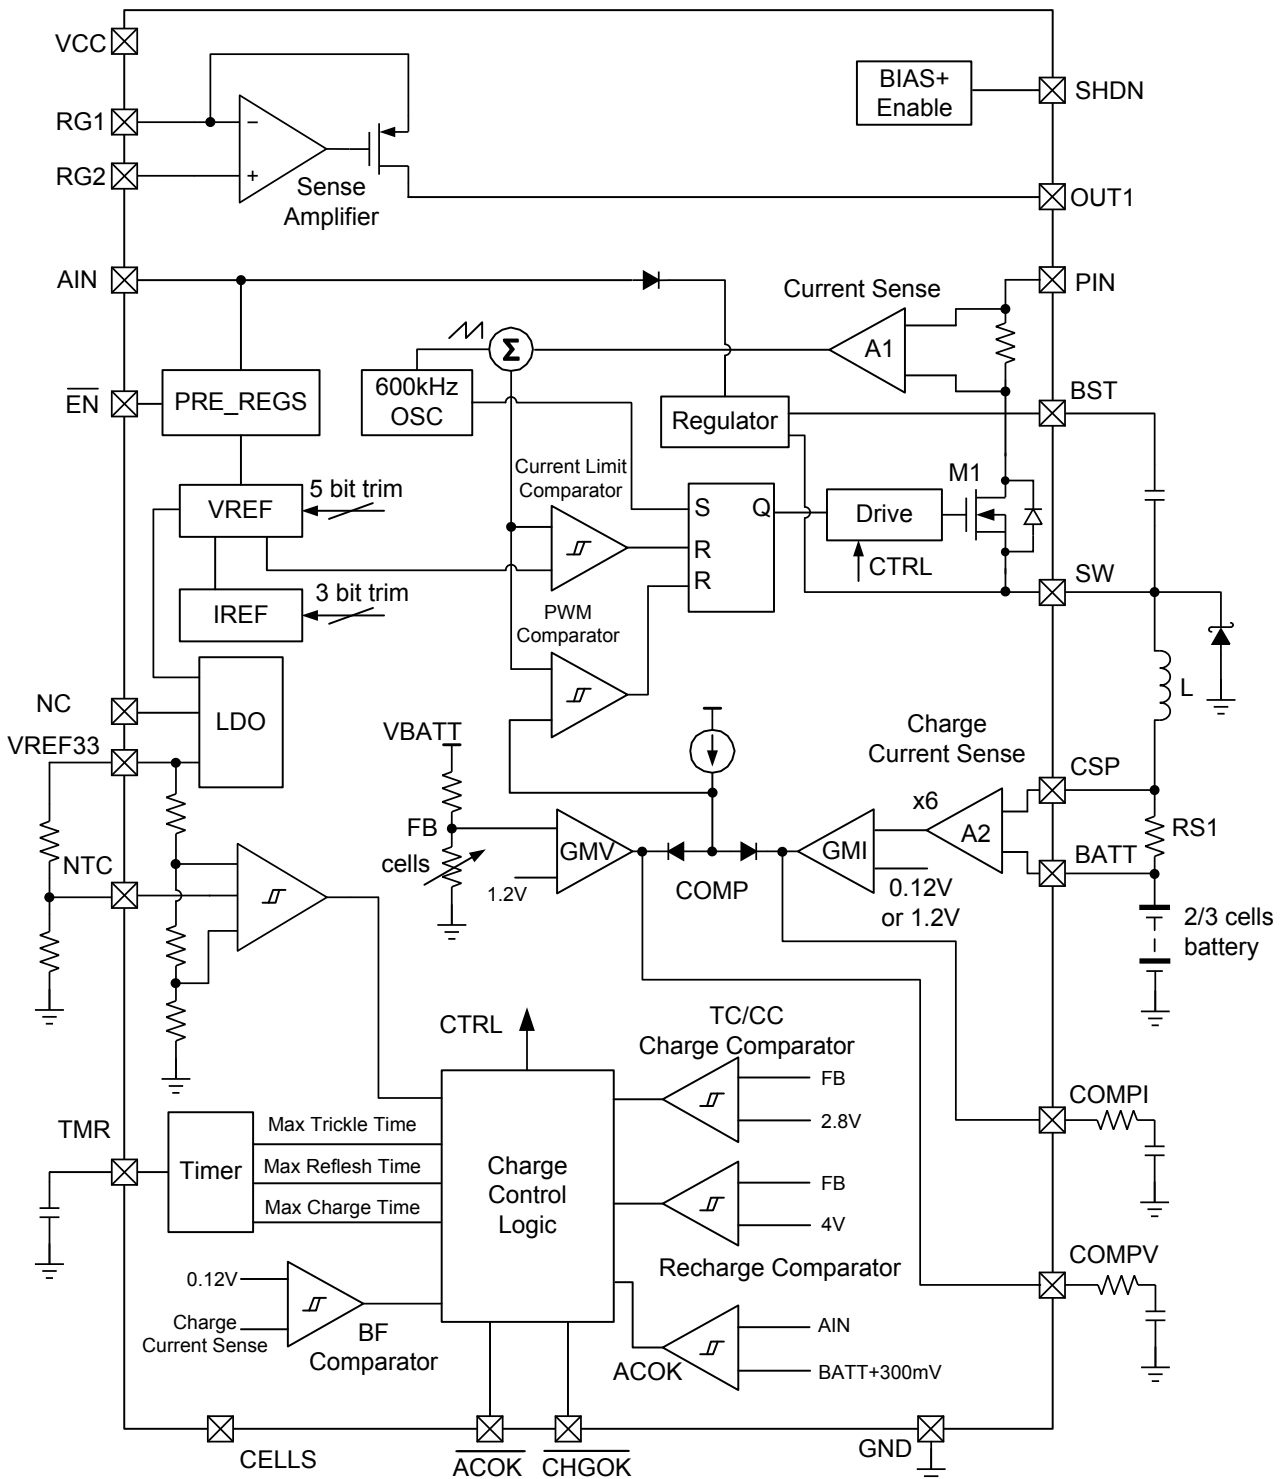 VCC
BIAS+
Enable
SHDN
RG1
−
RG2
+
Sense
Amplifier
OUT1
AIN
PIN
Current Sense
A1
Σ
EN
PRE_REGS
600kHz
OSC
Regulator
BST
VREF
5 bit trim
Current Limit
Comparator
S
Q
R
R
Drive
M1
CTRL
IREF
3 bit trim
PWM
Comparator
SW
L
NC
LDO
VREF33
VBATT
Charge
Current Sense
CSP
x6
A2
RS1
FB
GMV
GMI
BATT
cells
1.2V
COMP
0.12V
or 1.2V
NTC
2/3 cells
battery
CTRL
TC/CC
Charge Comparator
FB
2.8V
COMPI
TMR
Timer
Max Trickle Time
Max Reflesh Time
Max Charge Time
Charge
Control
Logic
FB
4V
Recharge Comparator
COMPV
0.12V
Charge
Current Sense
BF
Comparator
AIN
ACOK
BATT+300mV
CELLS
ACOK
CHGOK
GND